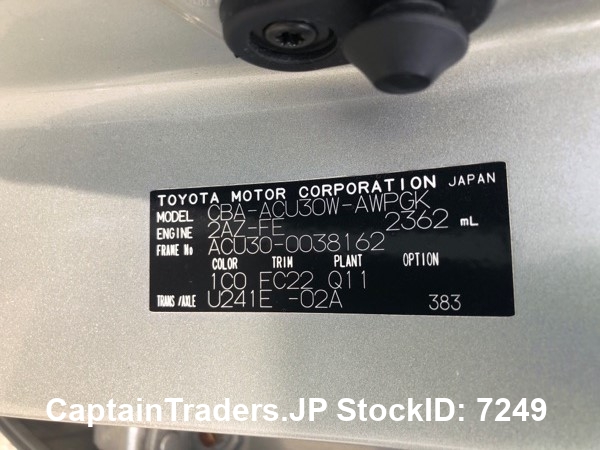 TOYOTA MOTOR CORPORATION JAPAN
MODEL CBA-ACU30W-AWPGK
ENGINE 2AZ-FE 2362 mL
FRAME No ACU30-0038162
COLOR TRIM PLANT OPTION
1C0 FC22 Q11
TRANS/AXLE U241E -02A 383
CaptainTraders.JP StockID: 7249